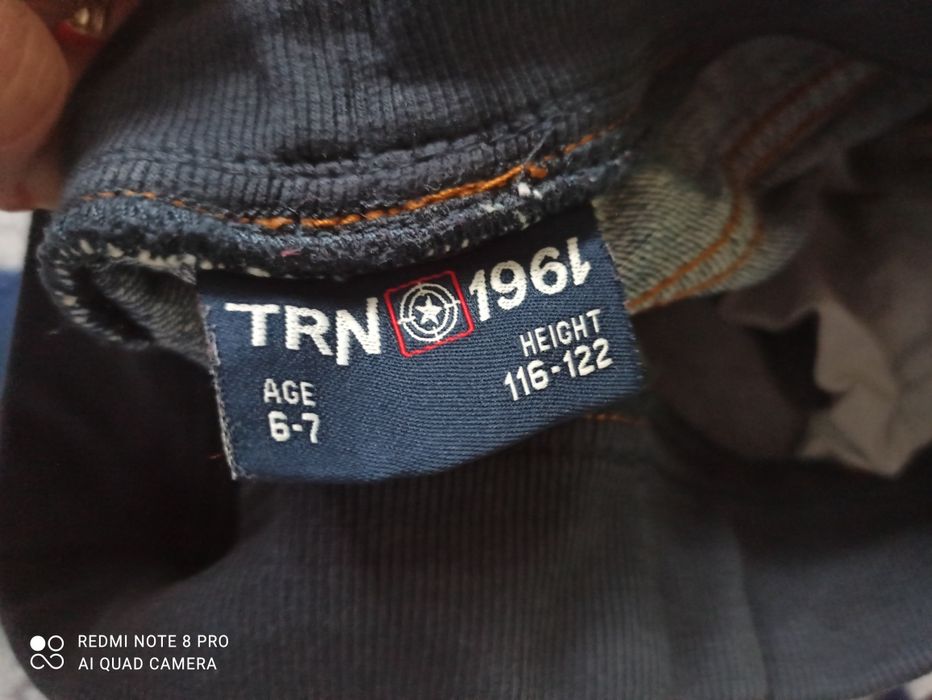 TRN 1961
AGE
6-7
HEIGHT
116-122
REDMI NOTE 8 PRO
AI QUAD CAMERA